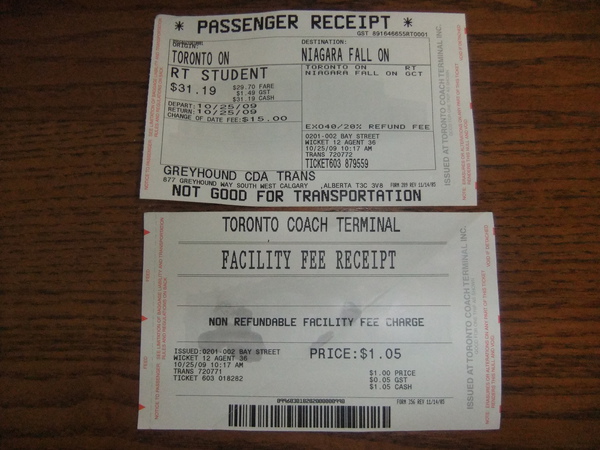 * PASSENGER RECEIPT *
GST 891646655RT0001
ORIGIN:
TORONTO ON
DESTINATION:
NIAGARA FALL ON
RT STUDENT
TORONTO ON RT
NIAGARA FALL ON GCT
$31.19
$29.70 FARE
$1.49 GST
$31.19 CASH
DEPART:10/25/09
RETURN:10/25/09
CHANGE OF DATE FEE:$15.00
EX040/20% REFUND FEE
0201-002 BAY STREET
WICKET 12 AGENT 36
10/25/09 10:17 AM
TRANS 720772
TICKET603 879559
GREYHOUND CDA TRANS
877 GREYHOUND WAY SOUTH WEST CALGARY ,ALBERTA T3C 3V8
NOT GOOD FOR TRANSPORTATION
ISSUED AT TORONTO COACH TERMINAL INC.
TORONTO COACH TERMINAL
FACILITY FEE RECEIPT
NON REFUNDABLE FACILITY FEE CHARGE
ISSUED:0201-002 BAY STREET
WICKET 12 AGENT 36
10/25/09 10:17 AM
TRANS 720771
TICKET 603 018282
PRICE:$1.05
$1.00 PRICE
$0.05 GST
$1.05 CASH
ISSUED AT TORONTO COACH TERMINAL INC.